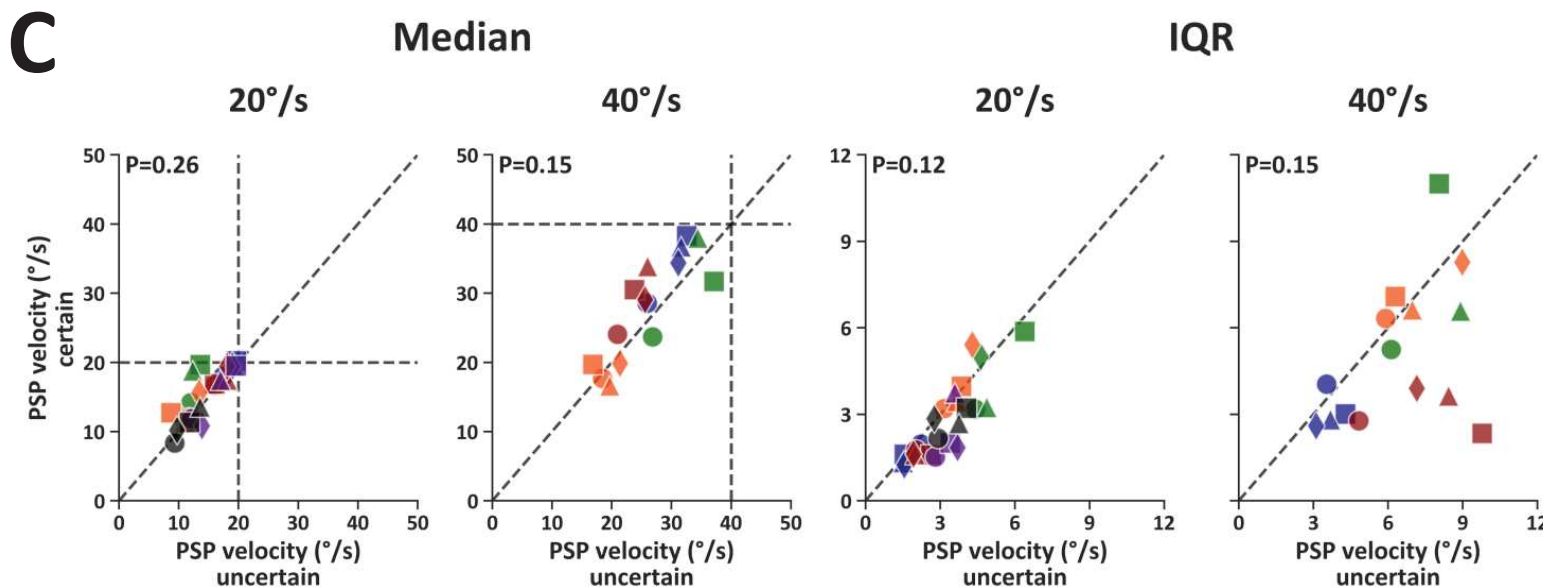 C
Median
IQR
20°/s
40°/s
20°/s
40°/s
P=0.26
P=0.15
P=0.12
P=0.15
PSP velocity (°/s)
certain
50
40
30
20
10
0
0 10 20 30 40 50
PSP velocity (°/s)
uncertain
50
40
30
20
10
0
0 10 20 30 40 50
PSP velocity (°/s)
uncertain
12
9
6
3
0
0 3 6 9 12
PSP velocity (°/s)
uncertain
0 3 6 9 12
PSP velocity (°/s)
uncertain